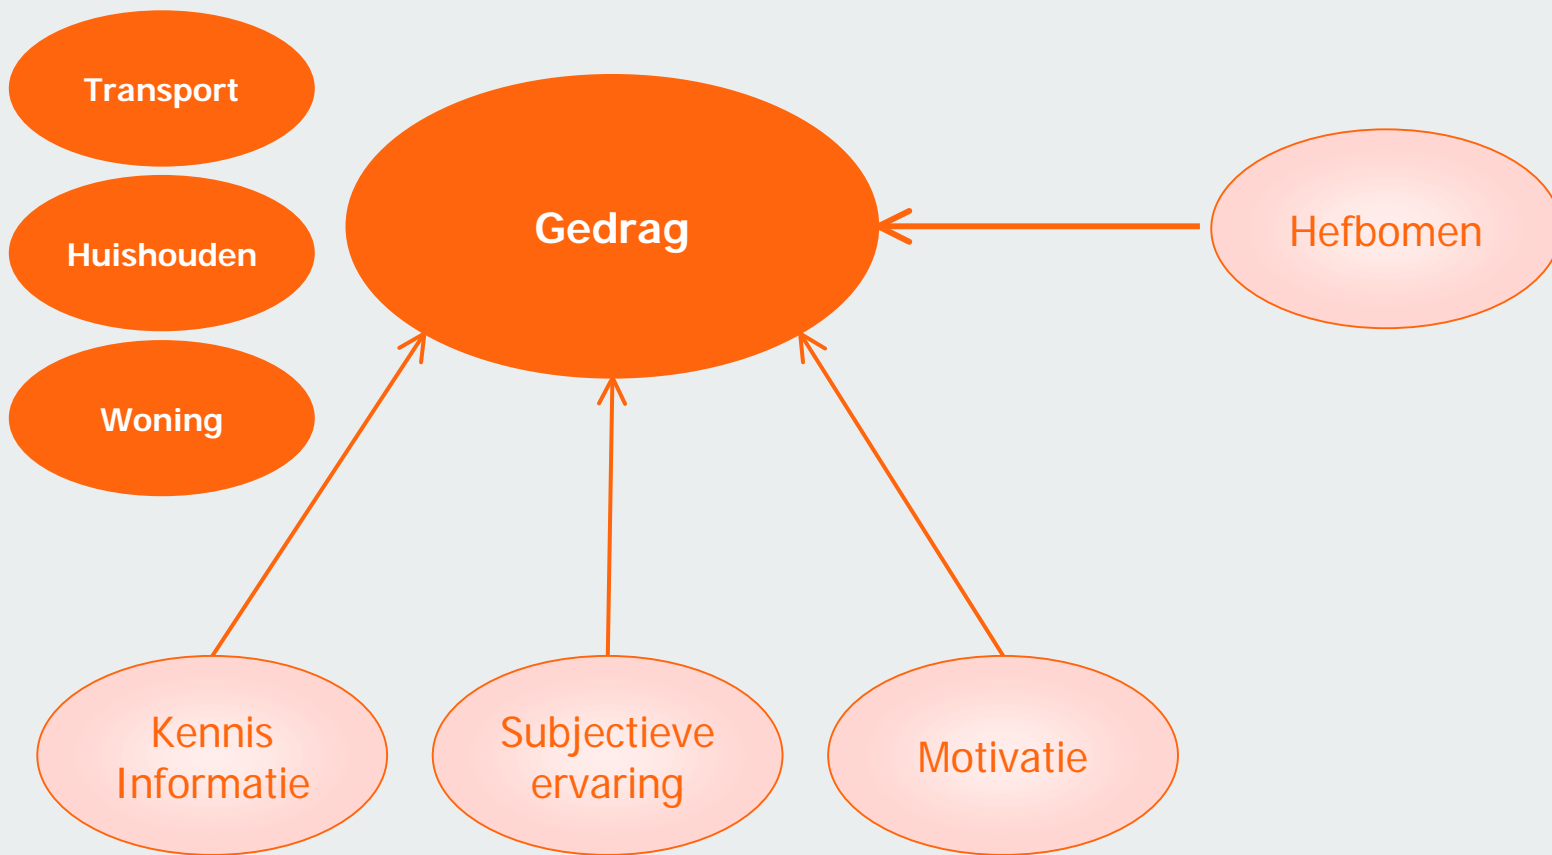 Transport
Huishouden
Woning
Gedrag
Hefbomen
Kennis
Informatie
Subjectieve
ervaring
Motivatie